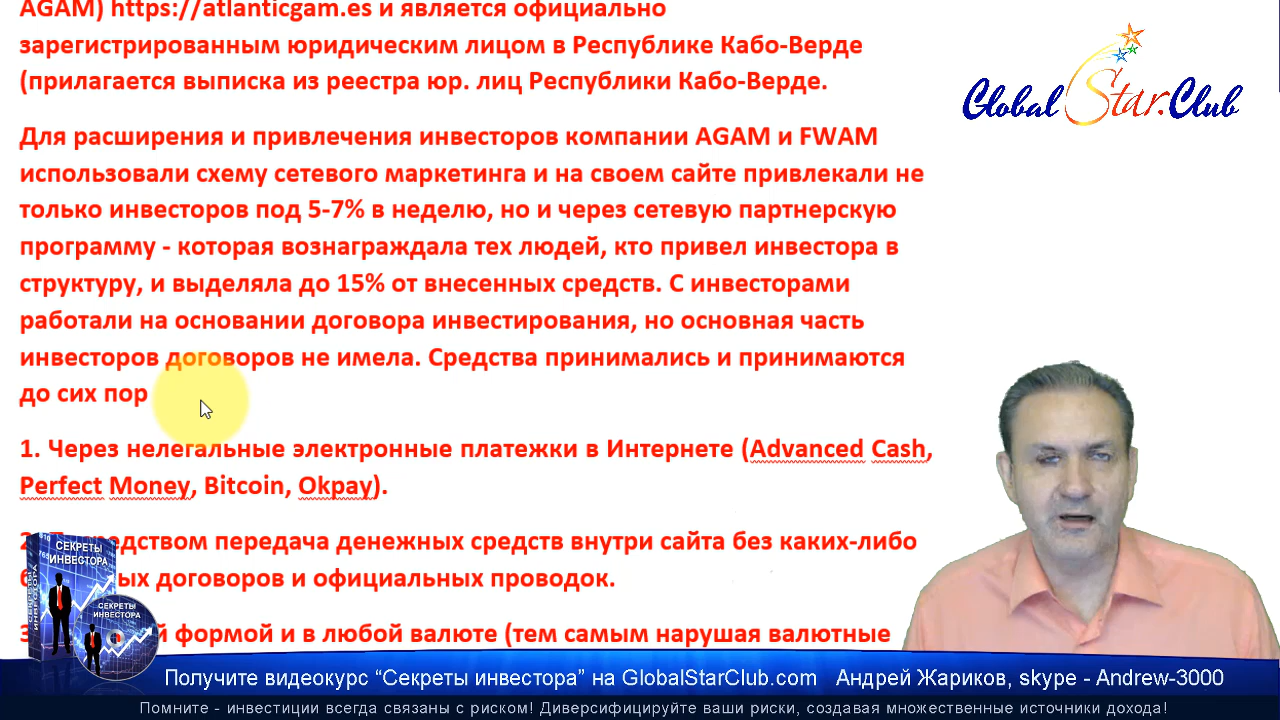 AGAM) https://atlanticgam.es и является официально
зарегистрированным юридическим лицом в Республике Кабо-Верде
(прилагается выписка из реестра юр. лиц Республики Кабо-Верде.
Global Star.Club
Для расширения и привлечения инвесторов компании AGAM и FWAM
использовали схему сетевого маркетинга и на своем сайте привлекали не
только инвесторов под 5-7% в неделю, но и через сетевую партнерскую
программу - которая вознаграждала тех людей, кто привел инвестора в
структуру, и выделяла до 15% от внесенных средств. С инвесторами
работали на основании договора инвестирования, но основная часть
инвесторов договоров не имела. Средства принимались и принимаются
до сих пор
1. Через нелегальные электронные платежки в Интернете (Advanced Cash,
Perfect Money, Bitcoin, Okpay).
передача денежных средств внутри сайта без каких-либо
договоров и официальных проводок.
формой и в любой валюте (тем самым нарушая валютные
СЕКРЕТЫ
ИНВЕСТОРА
СЕКРЕТЫ ИНВЕСТОРА
СЕКРЕТЫ
ИНВЕСТОРА
Получите видеокурс “Секреты инвестора” на GlobalStarClub.com Андрей Жариков, skype - Andrew-3000
Помните - инвестиции всегда связаны с риском! Диверсифицируйте ваши риски, создавая множественные источники дохода!